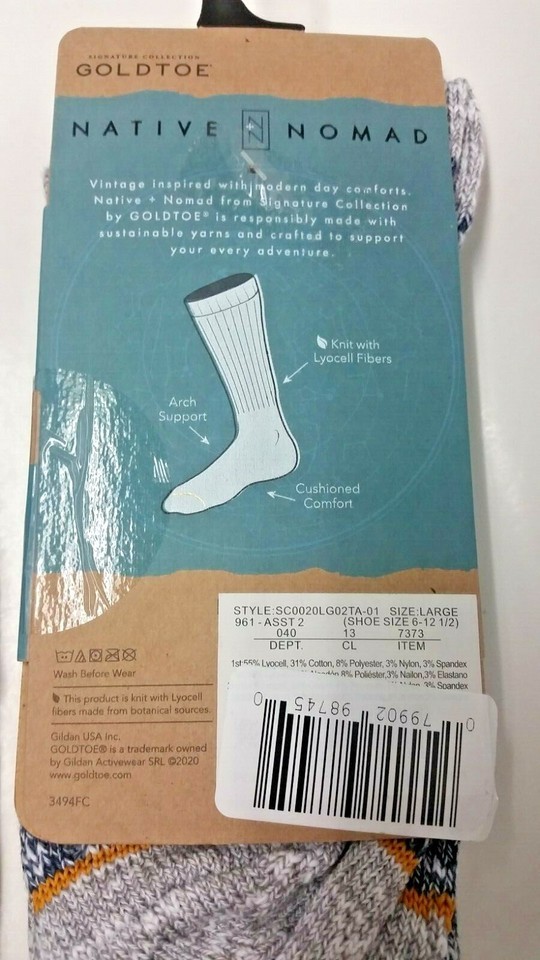 SIGNATURE COLLECTION
GOLDTOE
NATIVE + N NOMAD
Vintage inspired with modern day comforts.
Native + Nomad from Signature Collection
by GOLDTOE® is responsibly made with
sustainable yarns and crafted to support
your every adventure.
Knit with
Lyocell Fibers
Arch
Support
Cushioned
Comfort
STYLE:SC0020LG02TA-01 SIZE:LARGE
961 - ASST 2 (SHOE SIZE 6-12 1/2)
040 13 7373
DEPT. CL ITEM
1st:55% Lyocell, 31% Cotton, 8% Polyester, 3% Nylon, 3% Spandex
8% Poliéster,3% Nailon,3% Elastano
3% Spandex
Wash Before Wear
This product is knit with Lyocell
fibers made from botanical sources.
Gildan USA Inc.
GOLDTOE® is a trademark owned
by Gildan Activewear SRL ©2020
www.goldtoe.com
3494FC
0 79902 98745 0